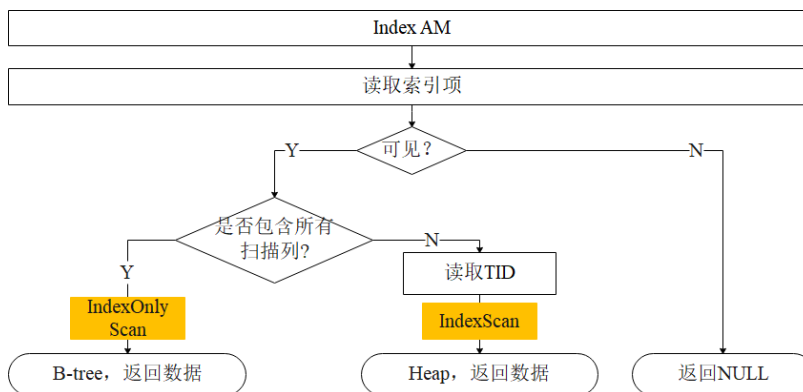 Index AM
读取索引项
可见？
Y
N
是否包含所有
扫描列?
N
Y
读取TID
IndexOnly
Scan
IndexScan
B-tree，返回数据
Heap，返回数据
返回NULL